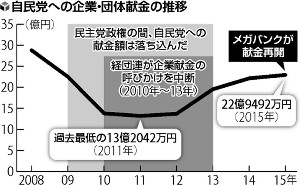 自民党への企業・団体献金の推移
(億円)
35
30
25
20
15
10
5
0
民主党政権の間、自民党への
献金額は落ち込んだ
経団連が企業献金の
呼びかけを中断
(2010年～13年)
メガバンクが
献金再開
22億9492万円
(2015年)
過去最低の13億2042万円
(2011年)
2008 09 10 11 12 13 14 15年